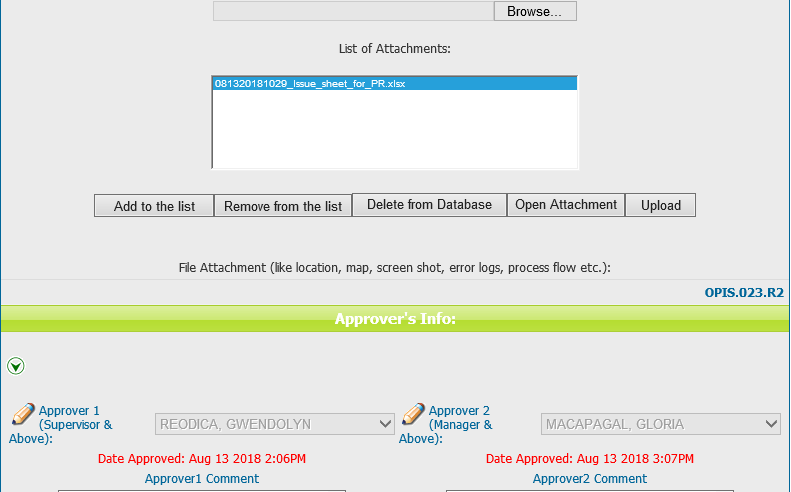 Browse...
List of Attachments:
081320181029_Issue_sheet_for_PR.xlsx
Add to the list Remove from the list Delete from Database Open Attachment Upload
File Attachment (like location, map, screen shot, error logs, process flow etc.):
OPIS.023.R2
Approver's Info:
Approver 1
(Supervisor &
Above):
REODICA, GWENDOLYN
Approver 2
(Manager &
Above):
MACAPAGAL, GLORIA
Date Approved: Aug 13 2018 2:06PM
Date Approved: Aug 13 2018 3:07PM
Approver1 Comment
Approver2 Comment